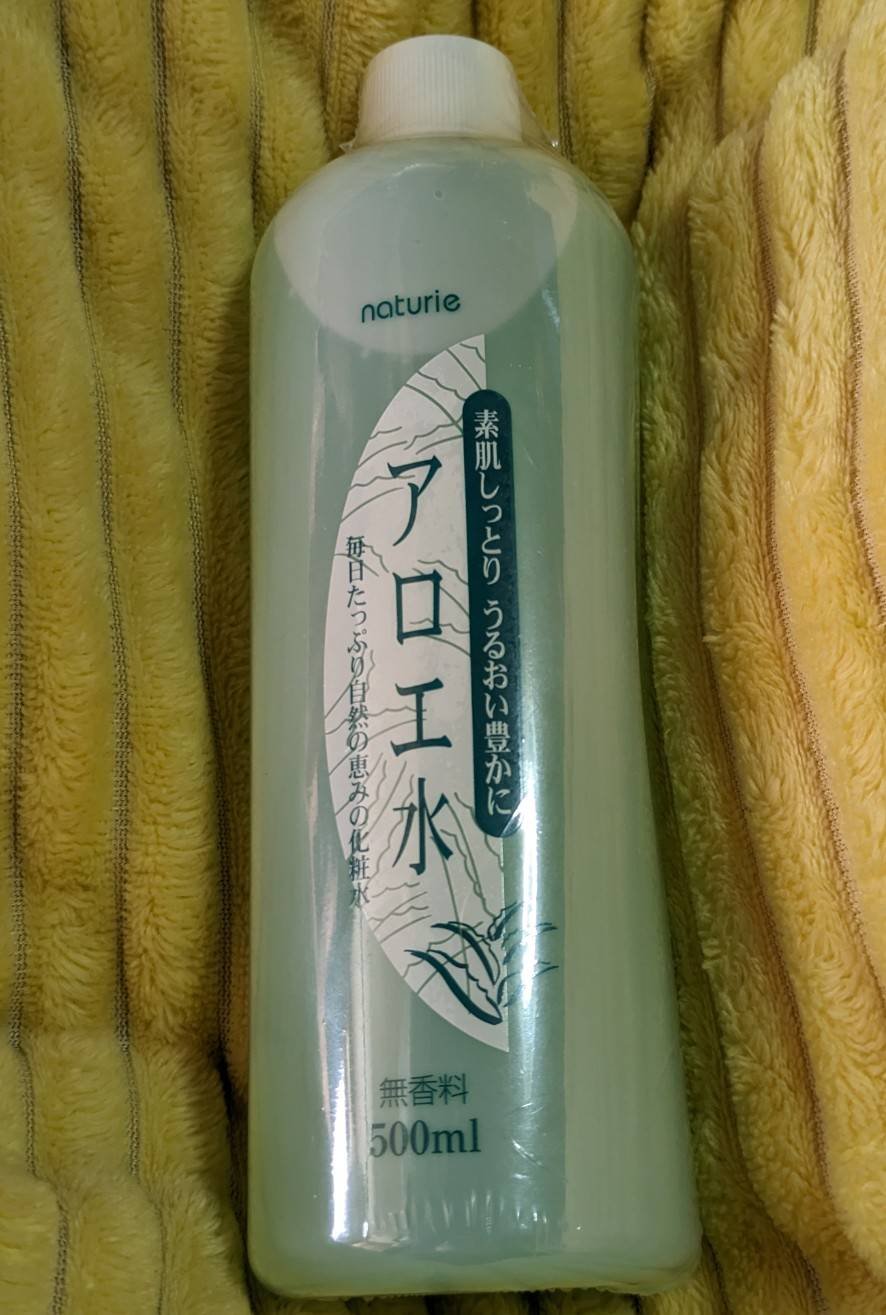 naturie
素肌しっとり うるおい豊かに
アロエ水
毎日たっぷり自然の恵みの化粧水
無香料
500ml